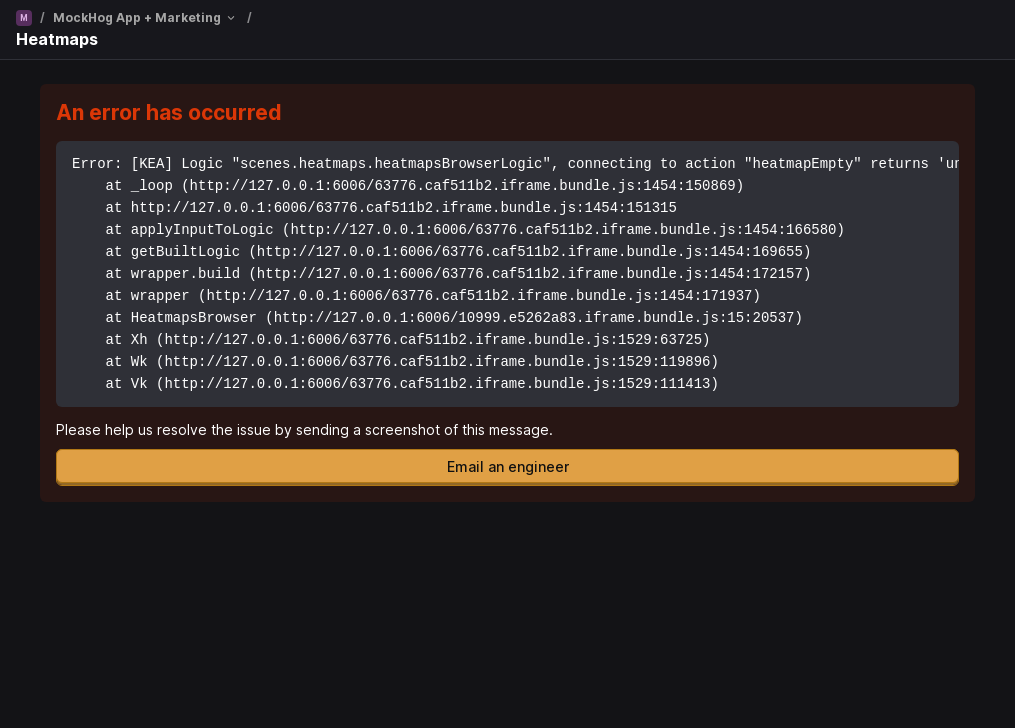 M / MockHog App + Marketing /
Heatmaps
An error has occurred
Error: [KEA] Logic "scenes.heatmaps.heatmapsBrowserLogic", connecting to action "heatmapEmpty" returns 'un
at _loop (http://127.0.0.1:6006/63776.caf511b2.iframe.bundle.js:1454:150869)
at http://127.0.0.1:6006/63776.caf511b2.iframe.bundle.js:1454:151315
at applyInputToLogic (http://127.0.0.1:6006/63776.caf511b2.iframe.bundle.js:1454:166580)
at getBuiltLogic (http://127.0.0.1:6006/63776.caf511b2.iframe.bundle.js:1454:169655)
at wrapper.build (http://127.0.0.1:6006/63776.caf511b2.iframe.bundle.js:1454:172157)
at wrapper (http://127.0.0.1:6006/63776.caf511b2.iframe.bundle.js:1454:171937)
at HeatmapsBrowser (http://127.0.0.1:6006/10999.e5262a83.iframe.bundle.js:15:20537)
at Xh (http://127.0.0.1:6006/63776.caf511b2.iframe.bundle.js:1529:63725)
at Wk (http://127.0.0.1:6006/63776.caf511b2.iframe.bundle.js:1529:119896)
at Vk (http://127.0.0.1:6006/63776.caf511b2.iframe.bundle.js:1529:111413)
Please help us resolve the issue by sending a screenshot of this message.
Email an engineer